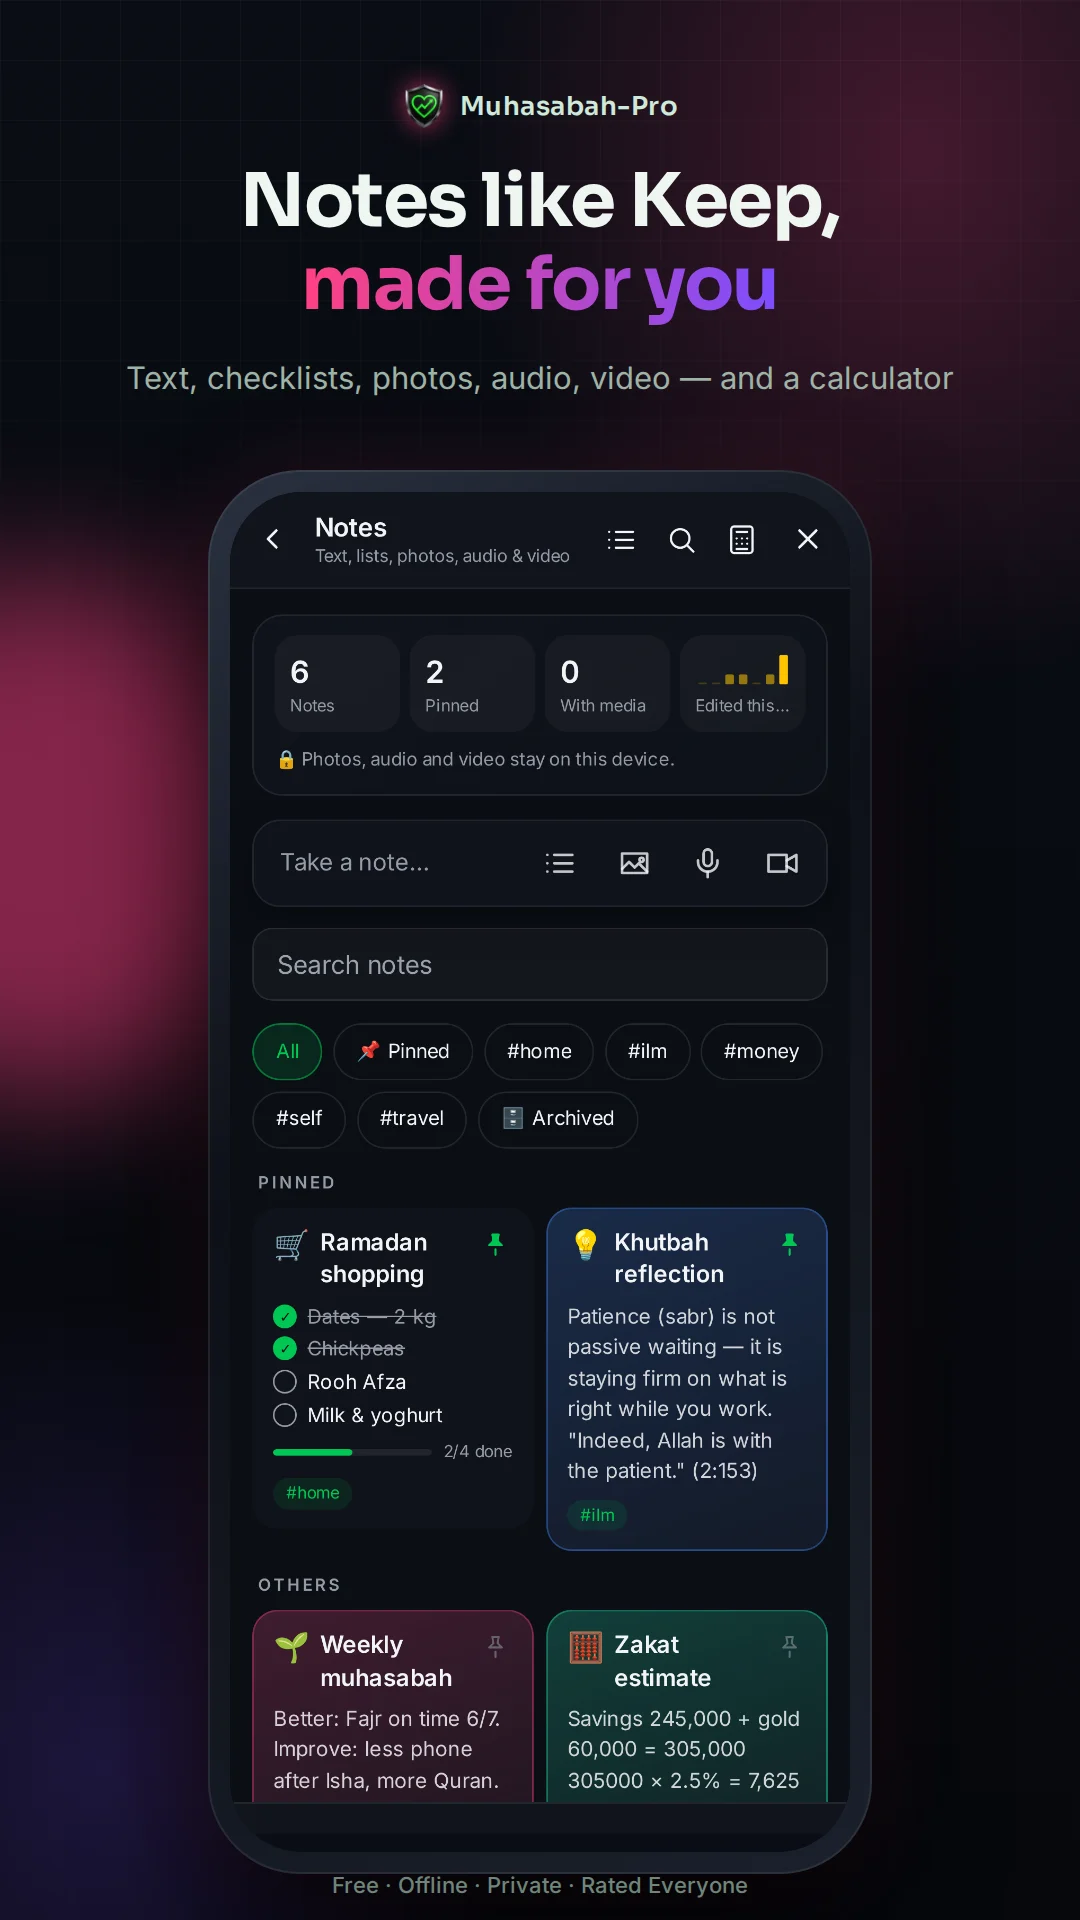 Muhasabah-Pro
Notes like Keep,
made for you
Text, checklists, photos, audio, video — and a calculator
Notes
Text, lists, photos, audio & video
6
Notes
2
Pinned
0
With media
Edited this...
🔒 Photos, audio and video stay on this device.
Take a note...
Search notes
All
📌 Pinned
#home
#ilm
#money
#self
#travel
🗄️ Archived
PINNED
🛒 Ramadan
shopping
Dates — 2 kg
Chickpeas
Rooh Afza
Milk & yoghurt
2/4 done
#home
💡 Khutbah
reflection
Patience (sabr) is not
passive waiting — it is
staying firm on what is
right while you work.
"Indeed, Allah is with
the patient." (2:153)
#ilm
OTHERS
🌱 Weekly
muhasabah
Better: Fajr on time 6/7.
Improve: less phone
after Isha, more Quran.
🧮 Zakat
estimate
Savings 245,000 + gold
60,000 = 305,000
305000 × 2.5% = 7,625
Free · Offline · Private · Rated Everyone